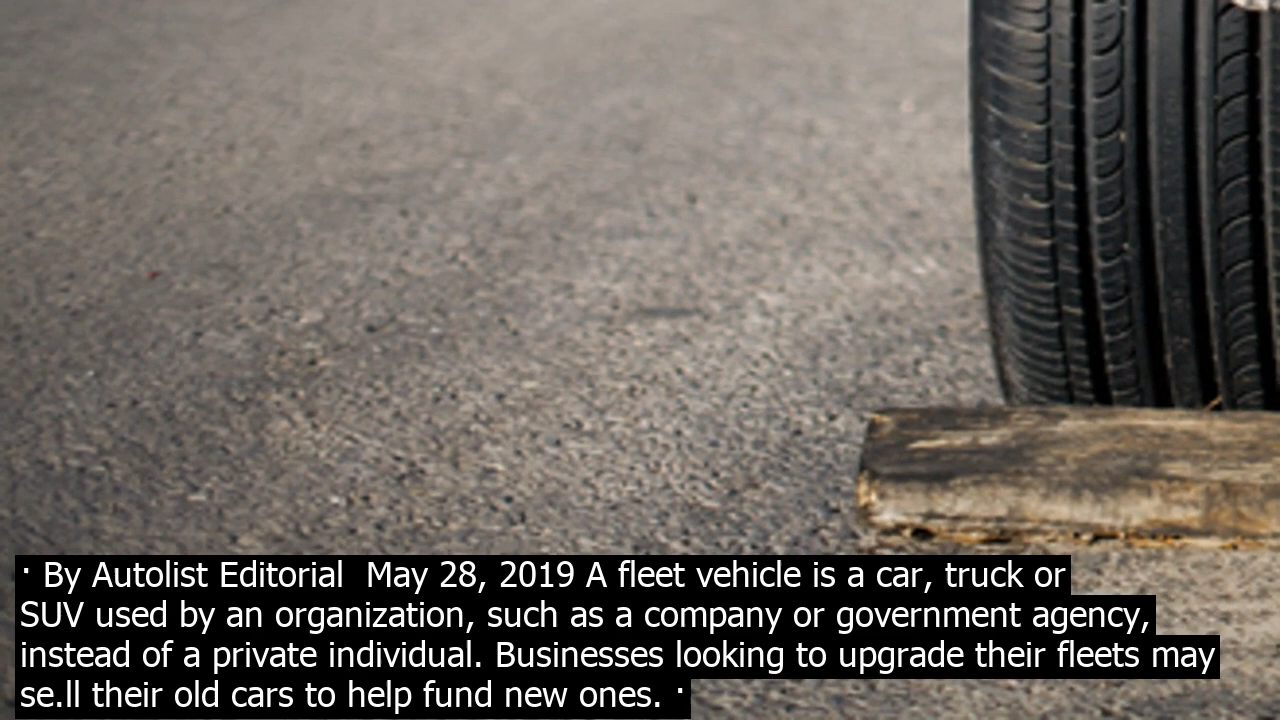 · By Autolist Editorial  May 28, 2019 A fleet vehicle is a car, truck or
SUV used by an organization, such as a company or government agency,
instead of a private individual. Businesses looking to upgrade their fleets may
se.ll their old cars to help fund new ones. ·